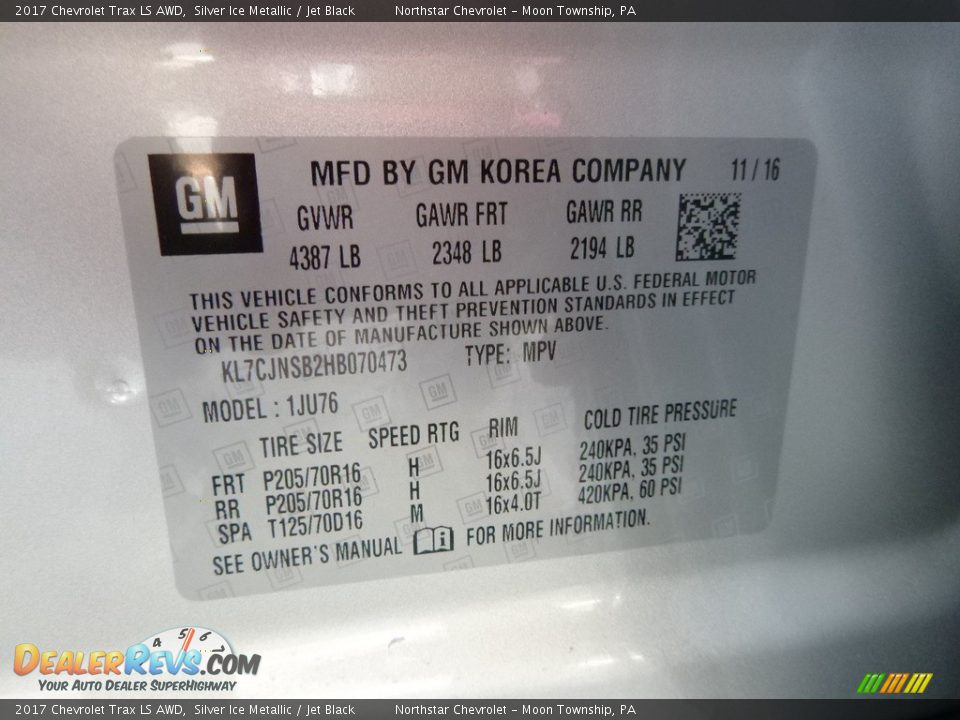 2017 Chevrolet Trax LS AWD, Silver Ice Metallic / Jet Black Northstar Chevrolet - Moon Township, PA
GM MFD BY GM KOREA COMPANY 11/16
GVWR GAWR FRT GAWR RR
4387 LB 2348 LB 2194 LB
THIS VEHICLE CONFORMS TO ALL APPLICABLE U.S. FEDERAL MOTOR
VEHICLE SAFETY AND THEFT PREVENTION STANDARDS IN EFFECT
ON THE DATE OF MANUFACTURE SHOWN ABOVE.
KL7CJNSB2HB070473 TYPE: MPV
MODEL : 1JU76
TIRE SIZE SPEED RTG RIM COLD TIRE PRESSURE
FRT P205/70R16 H 16x6.5J 240KPA, 35 PSI
RR P205/70R16 H 16x6.5J 240KPA, 35 PSI
SPA T125/70D16 M 16x4.0T 420KPA, 60 PSI
SEE OWNER'S MANUAL i FOR MORE INFORMATION.
4 5 6
DEALERREVS.COM
YOUR AUTO DEALER SUPERHIGHWAY
2017 Chevrolet Trax LS AWD, Silver Ice Metallic / Jet Black Northstar Chevrolet - Moon Township, PA